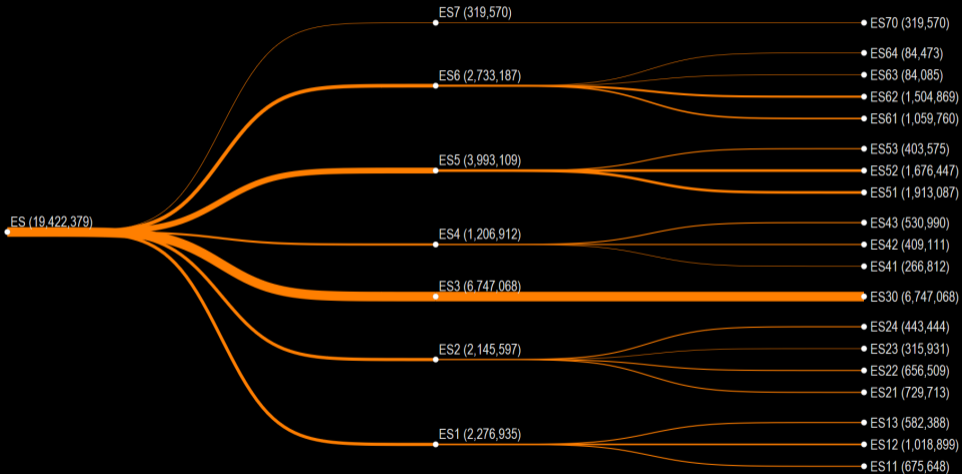 ES (19,422,379)
ES7 (319,570)
ES6 (2,733,187)
ES5 (3,993,109)
ES4 (1,206,912)
ES3 (6,747,068)
ES2 (2,145,597)
ES1 (2,276,935)
ES70 (319,570)
ES64 (84,473)
ES63 (84,085)
ES62 (1,504,869)
ES61 (1,059,760)
ES53 (403,575)
ES52 (1,676,447)
ES51 (1,913,087)
ES43 (530,990)
ES42 (409,111)
ES41 (266,812)
ES30 (6,747,068)
ES24 (443,444)
ES23 (315,931)
ES22 (656,509)
ES21 (729,713)
ES13 (582,388)
ES12 (1,018,899)
ES11 (675,648)